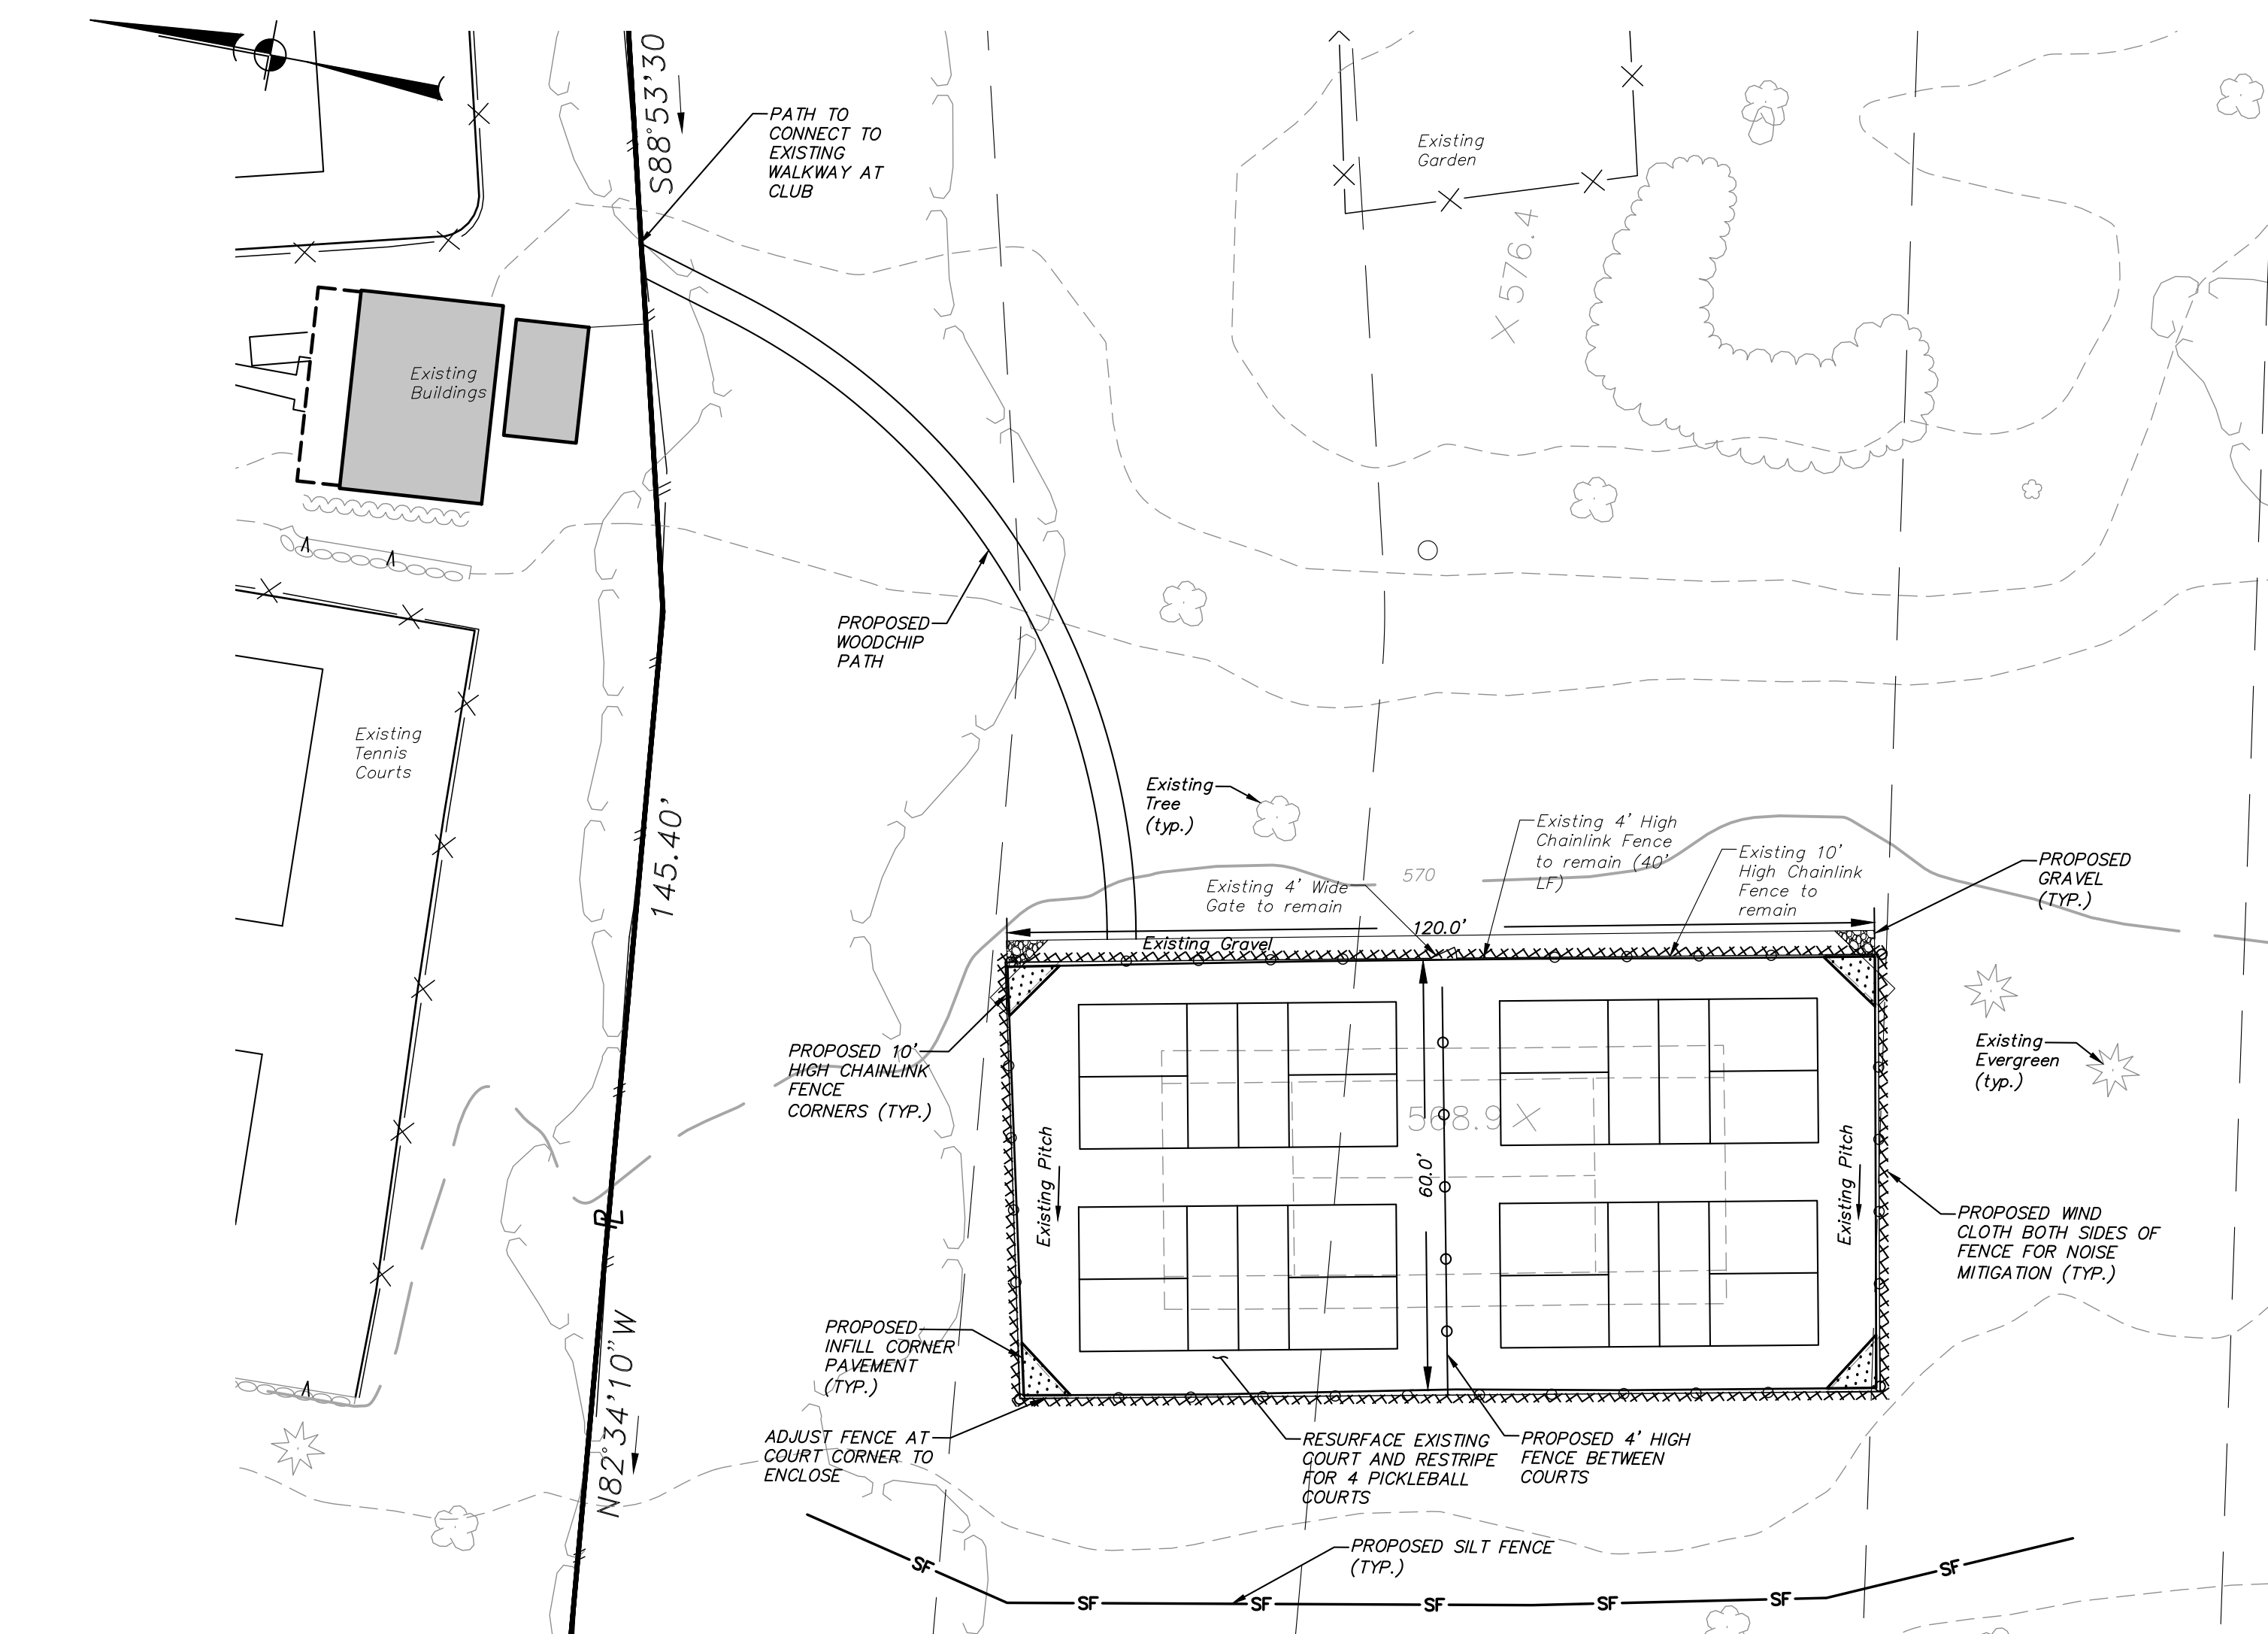 S88°53'30
PATH TO
CONNECT TO
EXISTING
WALKWAY AT
CLUB
Existing
Garden
X 576.4
Existing
Buildings
PROPOSED
WOODCHIP
PATH
Existing
Tennis
Courts
145.40'
Existing
Tree
(typ.)
Existing 4' High
Chainlink Fence
to remain (40'
LF)
Existing 10'
High Chainlink
Fence to
remain
PROPOSED
GRAVEL
(TYP.)
570
Existing 4' Wide
Gate to remain
120.0'
Existing Gravel
PROPOSED 10'
HIGH CHAINLINK
FENCE
CORNERS (TYP.)
Existing
Evergreen
(typ.)
568.9 X
60.0'
Existing Pitch
Existing Pitch
PL
PROPOSED WIND
CLOTH BOTH SIDES OF
FENCE FOR NOISE
MITIGATION (TYP.)
N82°34'10"W
PROPOSED
INFILL CORNER
PAVEMENT
(TYP.)
ADJUST FENCE AT
COURT CORNER TO
ENCLOSE
RESURFACE EXISTING
COURT AND RESTRIPE
FOR 4 PICKLEBALL
COURTS
PROPOSED 4' HIGH
FENCE BETWEEN
COURTS
PROPOSED SILT FENCE
(TYP.)
SF
SF
SF
SF
SF
SF
SF